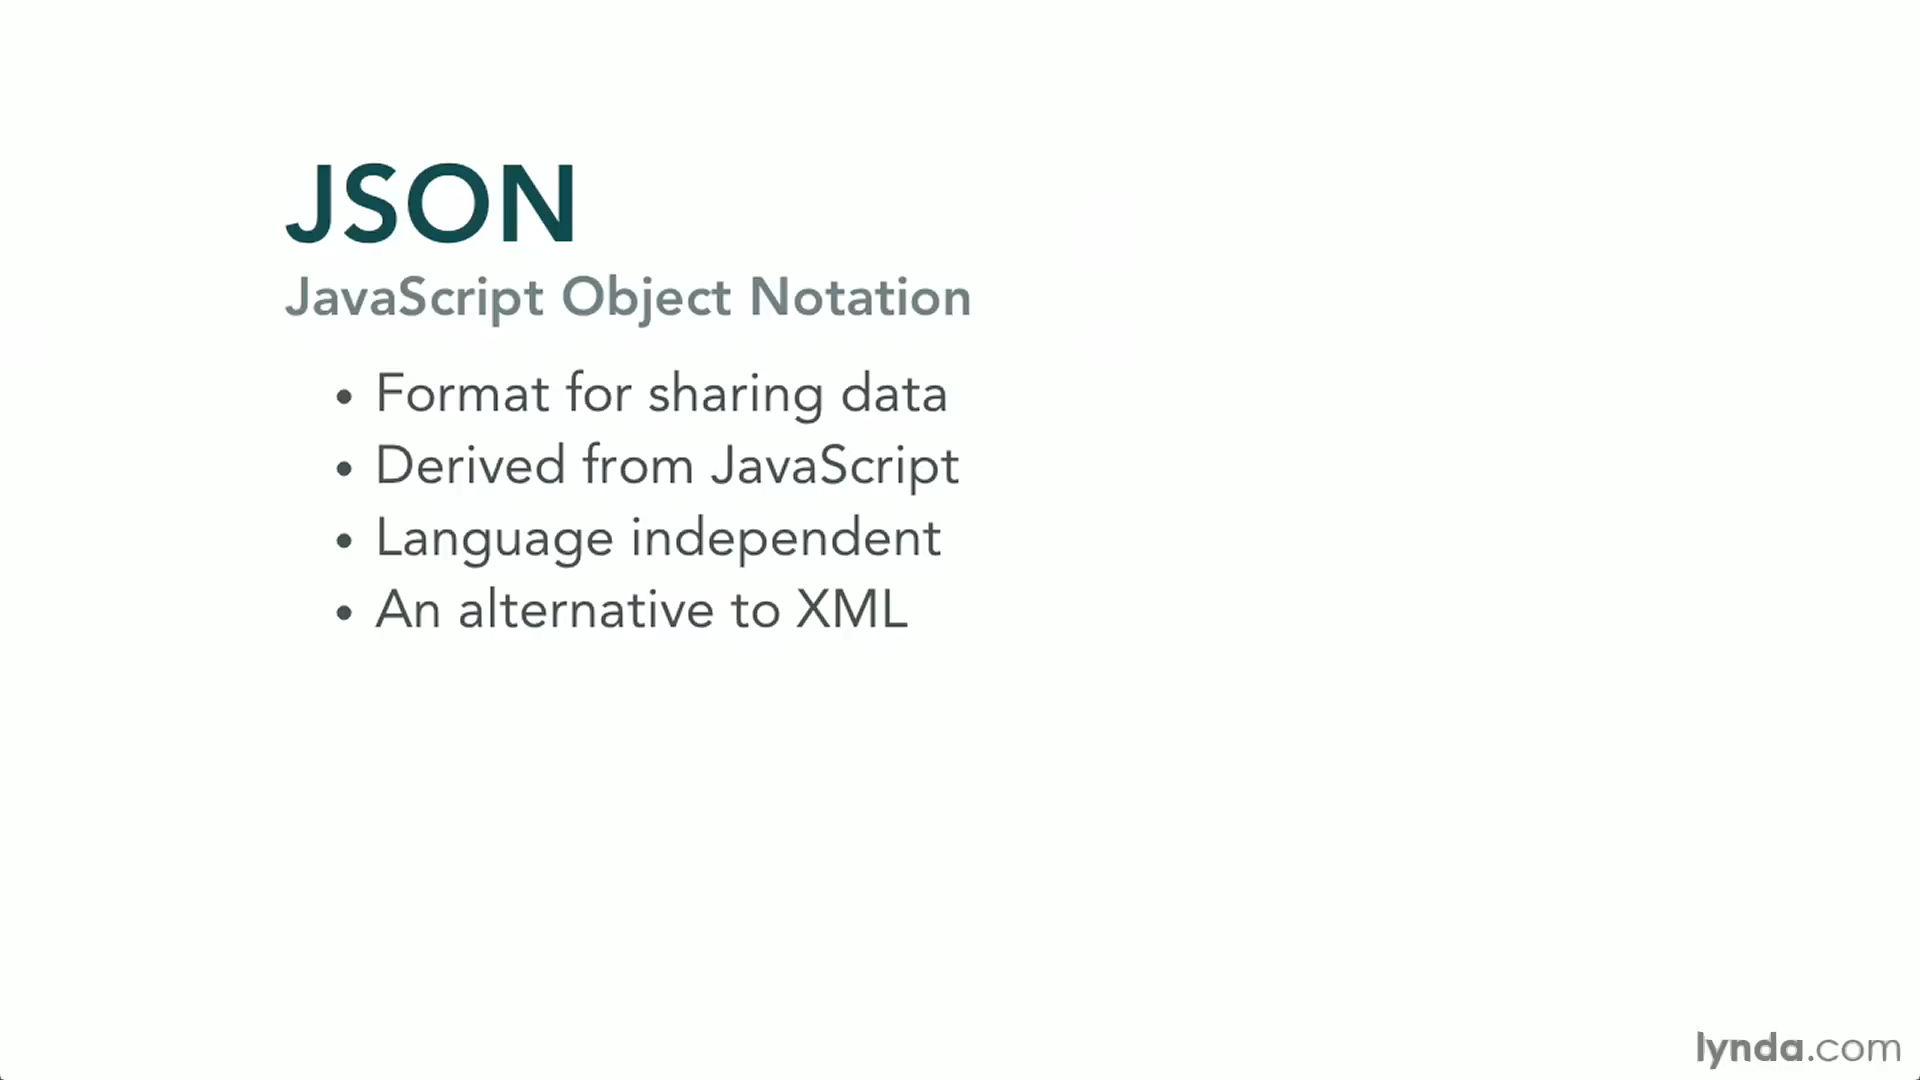 JSON
JavaScript Object Notation
• Format for sharing data
• Derived from JavaScript
• Language independent
• An alternative to XML
lynda.com